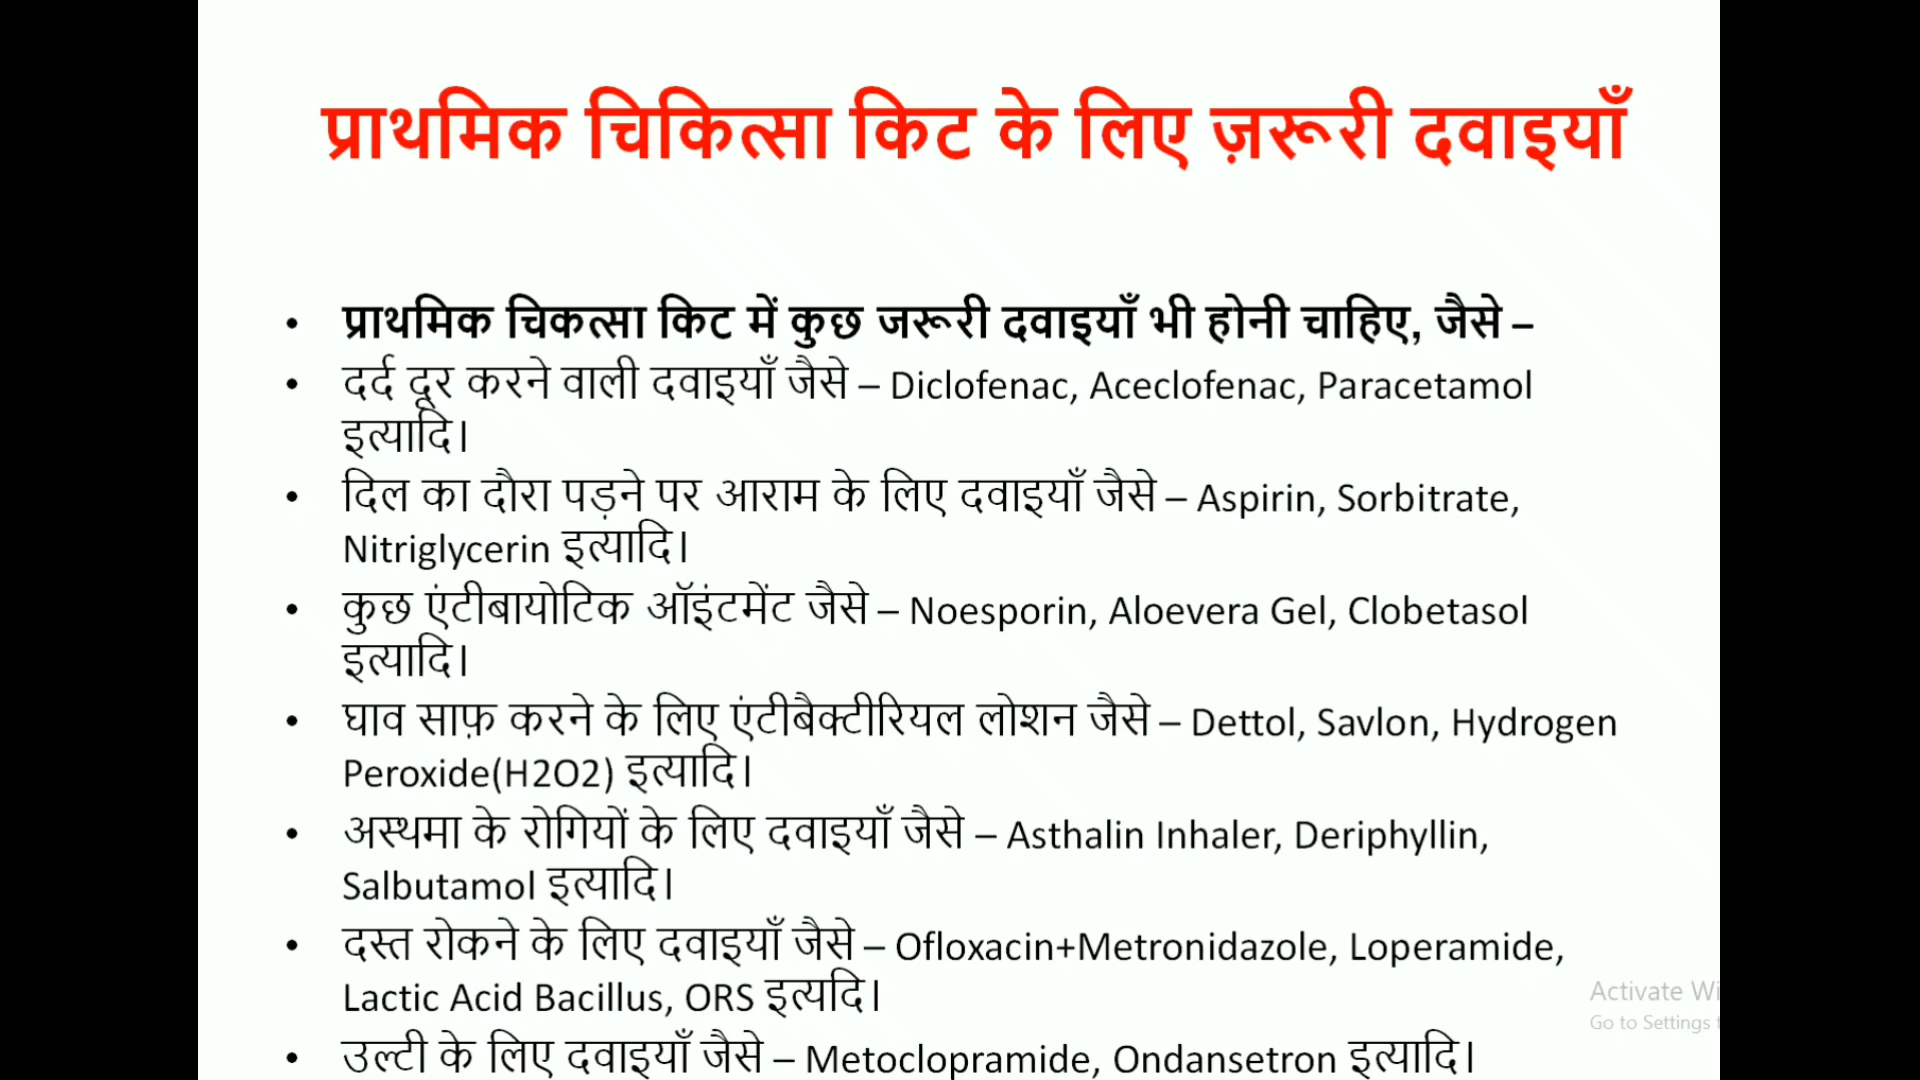 प्राथमिक चिकित्सा किट के लिए ज़रूरी दवाइयाँ
• प्राथमिक चिकत्सा किट में कुछ जरूरी दवाइयाँ भी होनी चाहिए, जैसे –
• दर्द दूर करने वाली दवाइयाँ जैसे – Diclofenac, Aceclofenac, Paracetamol
इत्यादि।
• दिल का दौरा पड़ने पर आराम के लिए दवाइयाँ जैसे – Aspirin, Sorbitrate,
Nitriglycerin इत्यादि।
• कुछ एंटीबायोटिक ऑइंटमेंट जैसे – Noesporin, Aloevera Gel, Clobetasol
इत्यादि।
• घाव साफ़ करने के लिए एंटीबैक्टीरियल लोशन जैसे – Dettol, Savlon, Hydrogen
Peroxide(H2O2) इत्यादि।
• अस्थमा के रोगियों के लिए दवाइयाँ जैसे – Asthalin Inhaler, Deriphyllin,
Salbutamol इत्यादि।
• दस्त रोकने के लिए दवाइयाँ जैसे – Ofloxacin+Metronidazole, Loperamide,
Lactic Acid Bacillus, ORS इत्यदि।
• उल्टी के लिए दवाइयाँ जैसे – Metoclopramide, Ondansetron इत्यादि।
Activate
Go to Settings